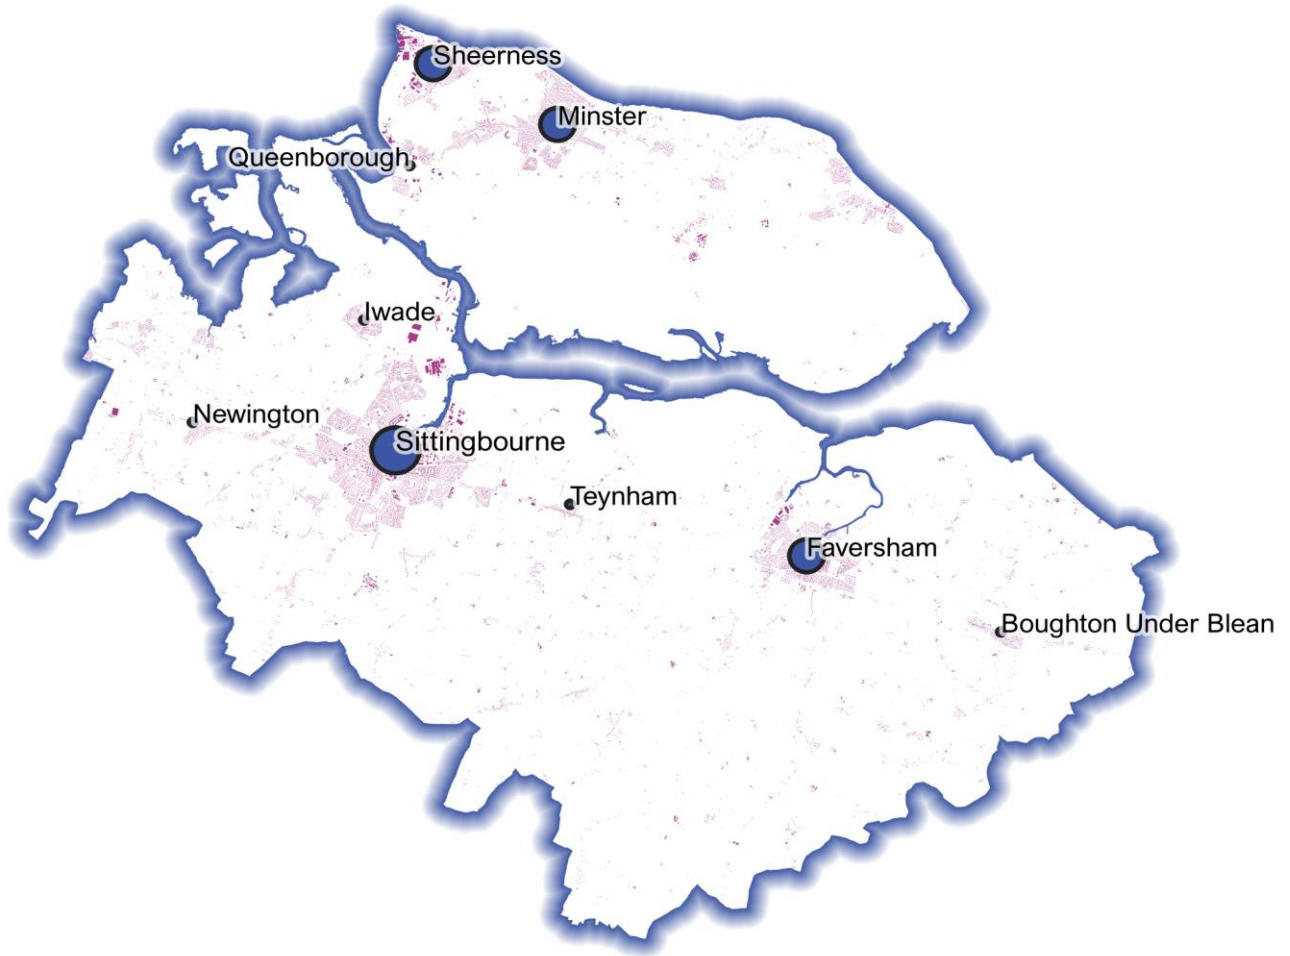 Sheerness
Minster
Queenborough
Iwade
Newington
Sittingbourne
Teynham
Faversham
Boughton Under Blean